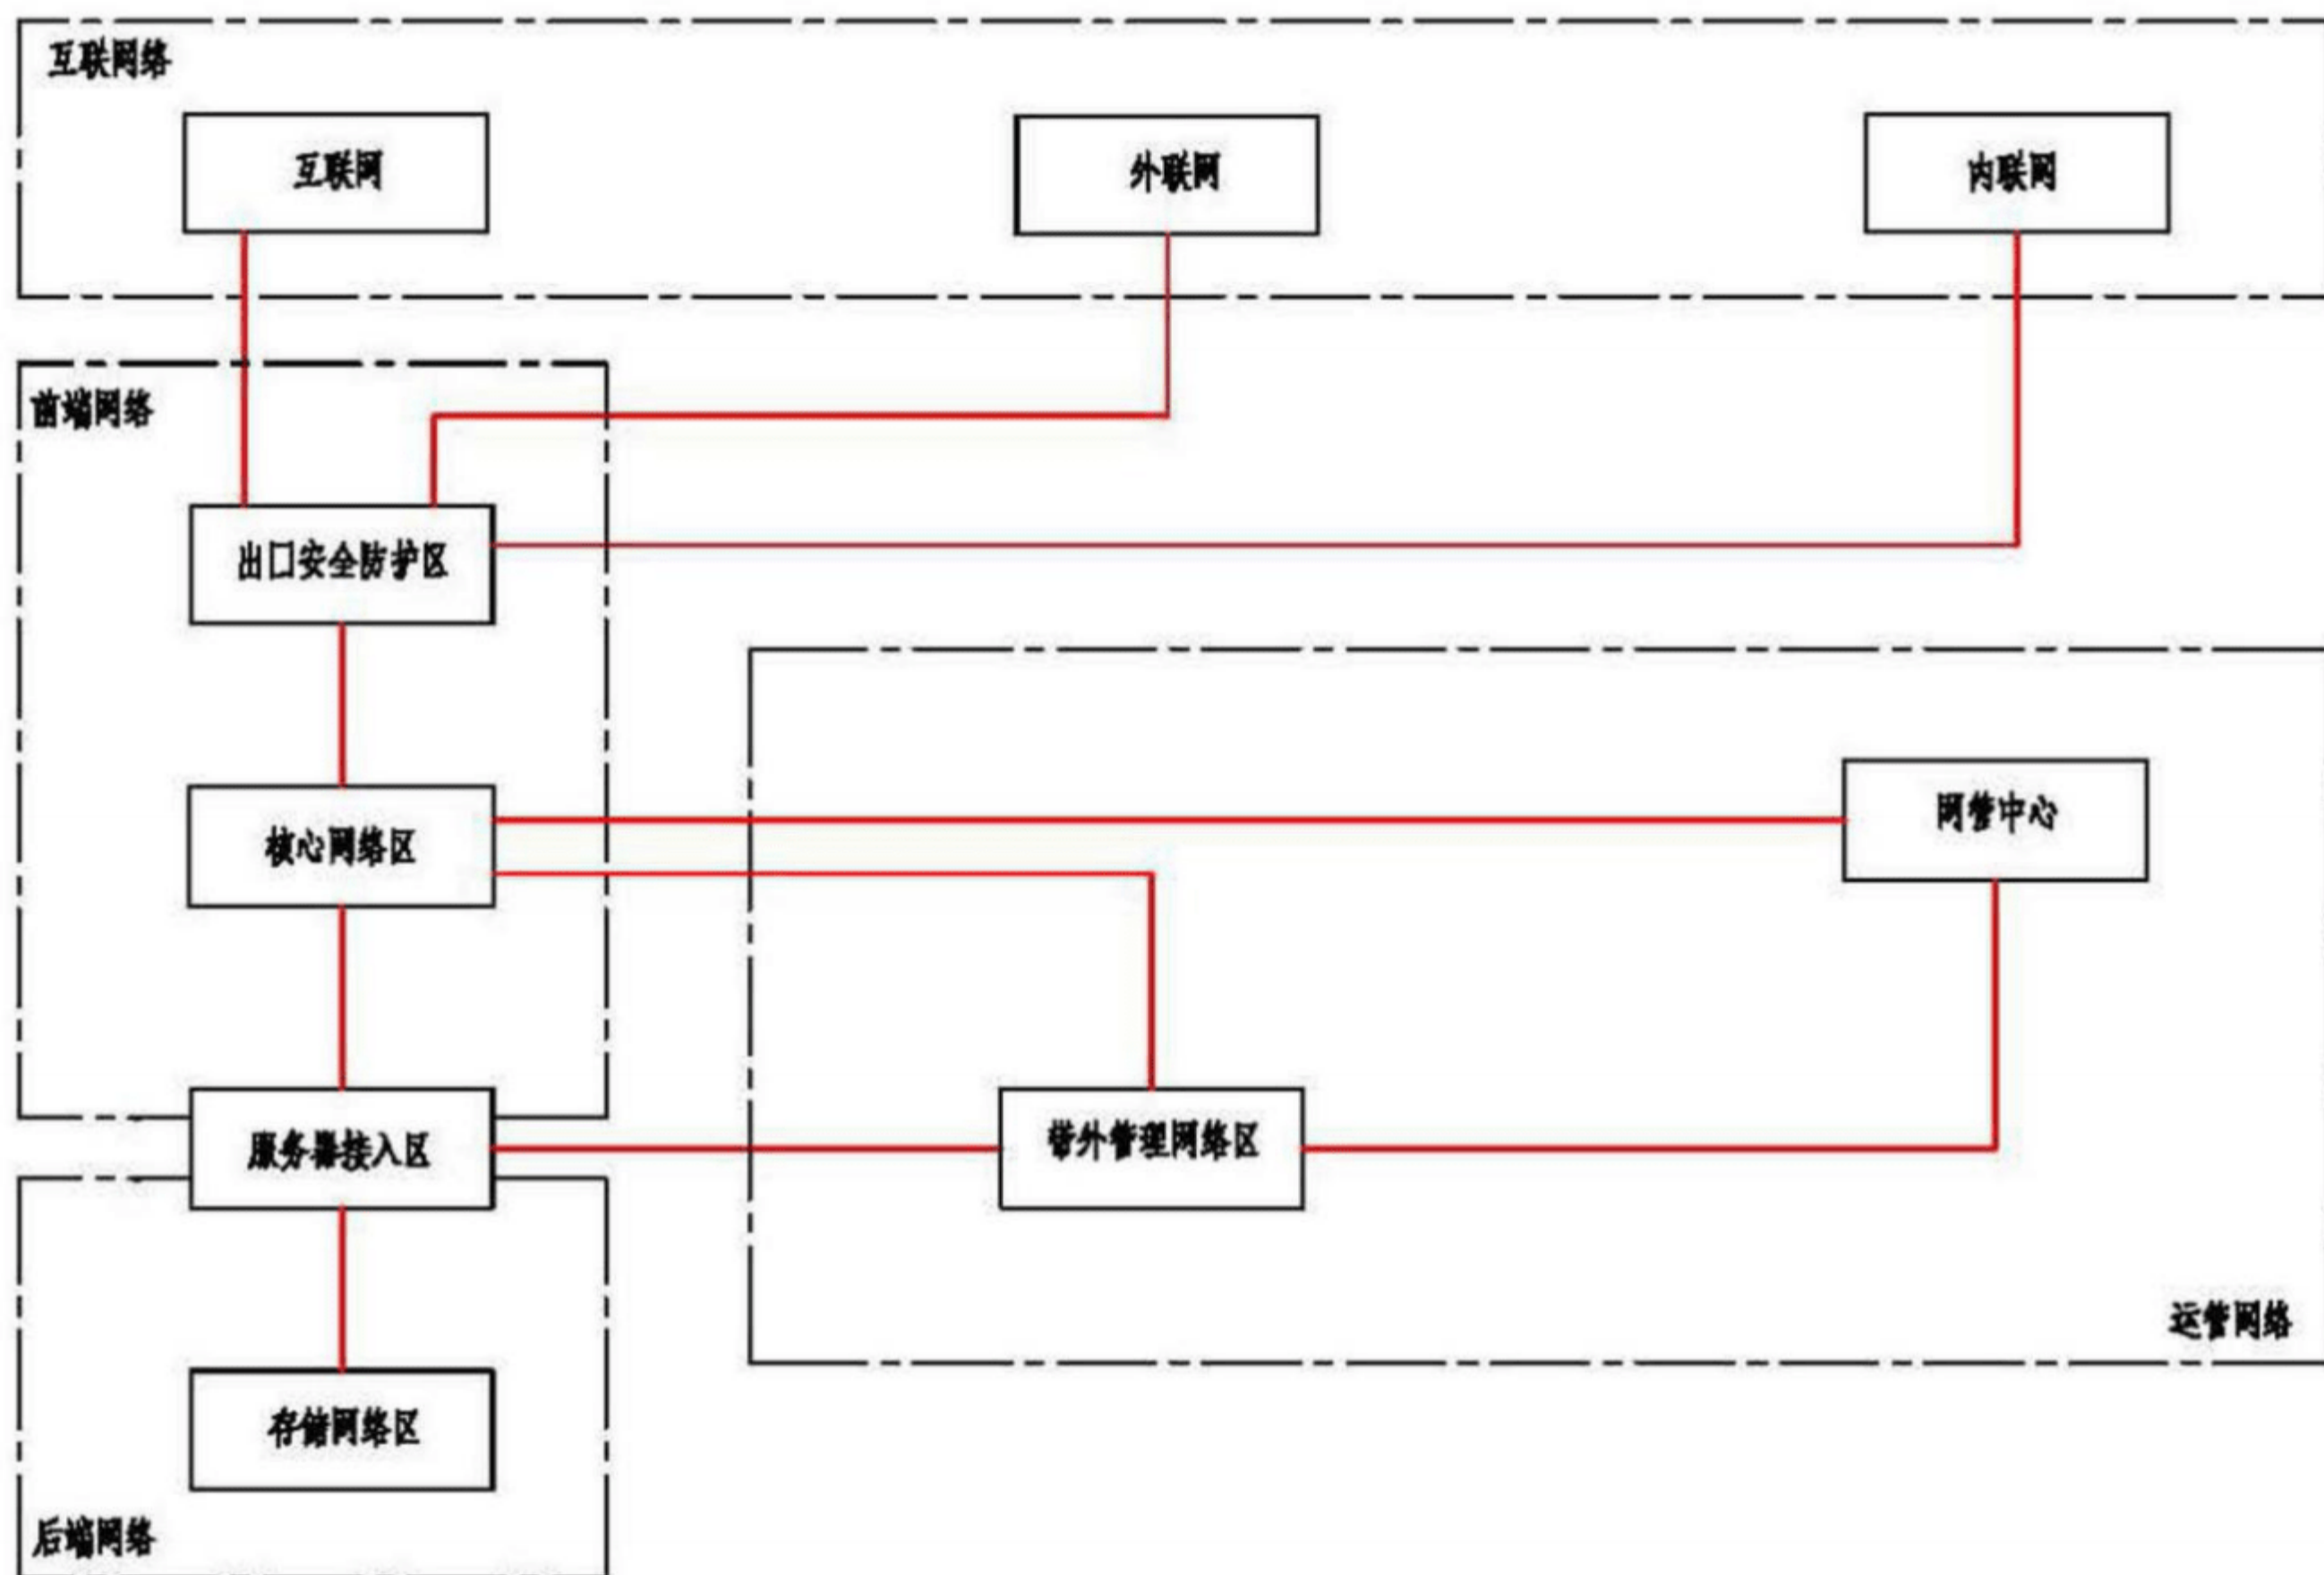 互联网络
互联网
外联网
内联网
前端网络
出口安全防护区
核心网络区
网管中心
服务器接入区
带外管理网络区
运管网络
存储网络区
后端网络